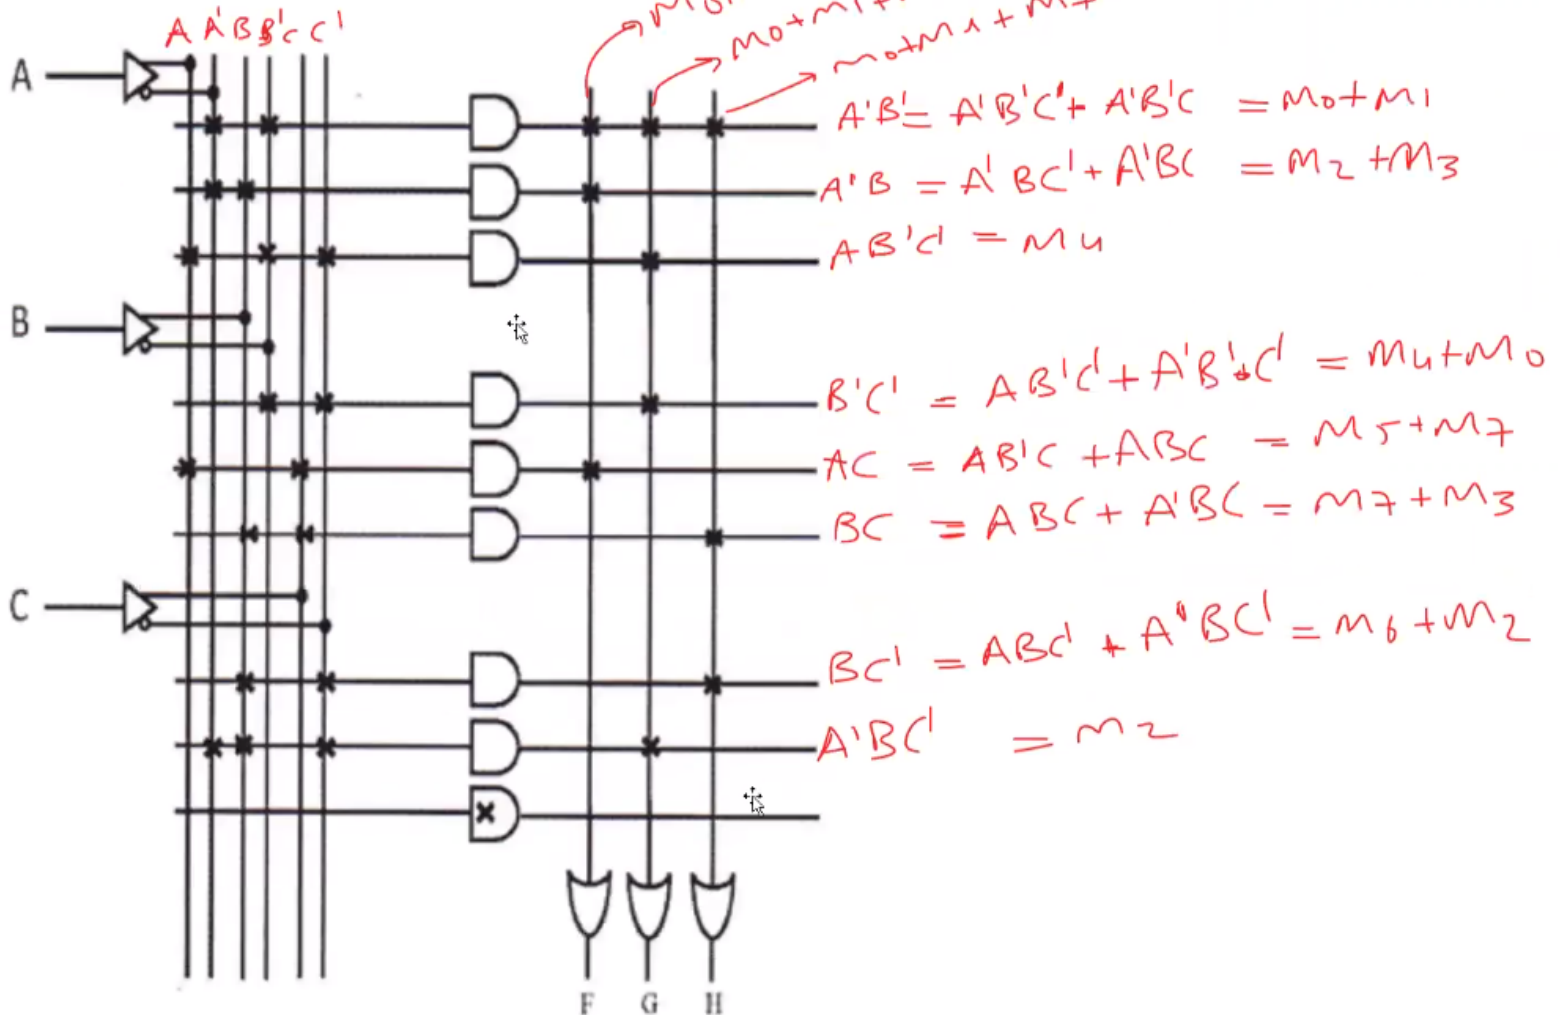 m0+m1+
m0+m1+m7
A A' B B' C C'
A
A'B' = A'B'C' + A'B'C = m0+m1
A'B = A'BC' + A'BC = m2+m3
AB'C' = m4
B
B'C' = AB'C' + A'B'C' = m4+m0
AC = AB'C + ABC = m5+m7
BC = ABC + A'BC = m7+m3
C
BC' = ABC' + A'BC' = m6+m2
A'BC' = m2
F G H